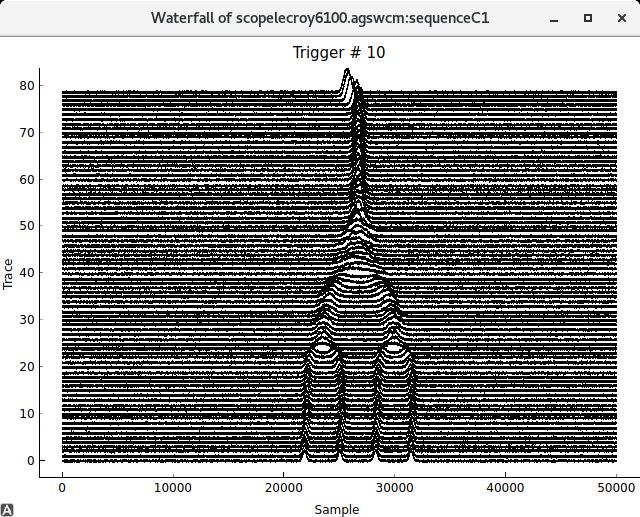 Waterfall of scopelecroy6100.agswcm:sequenceC1
Trigger # 10
80
70
60
50
40
30
20
10
0
Trace
0 10000 20000 30000 40000 50000
Sample
A